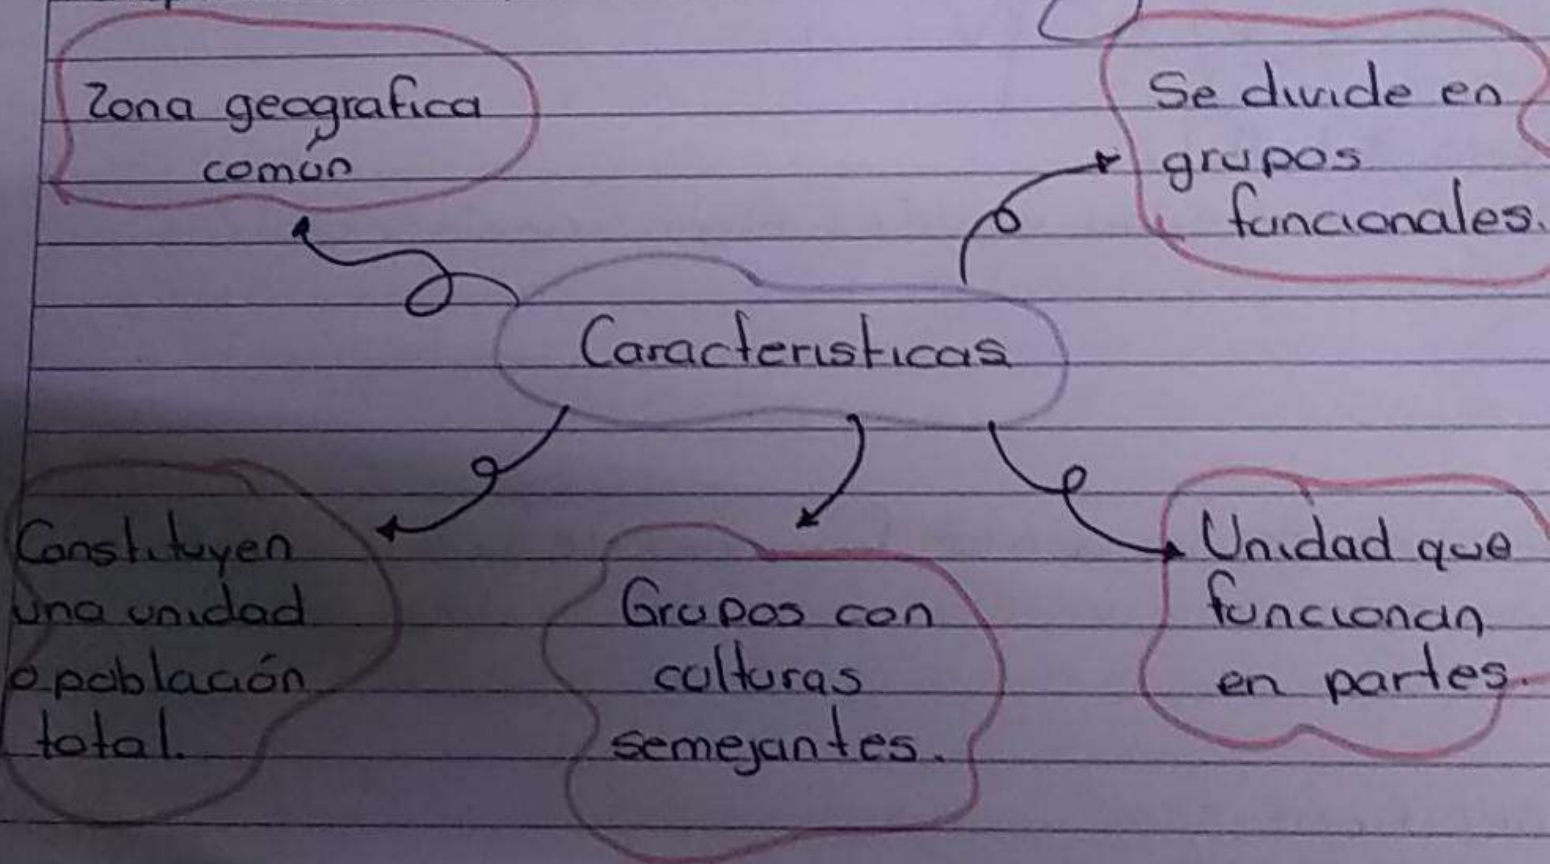 Zona geografica
común
Se divide en
grupos
funcionales.
Caracteristicas
Constituyen
una unidad
o población
total.
Grupos con
culturas
semejantes.
Unidad que
funcionan
en partes.